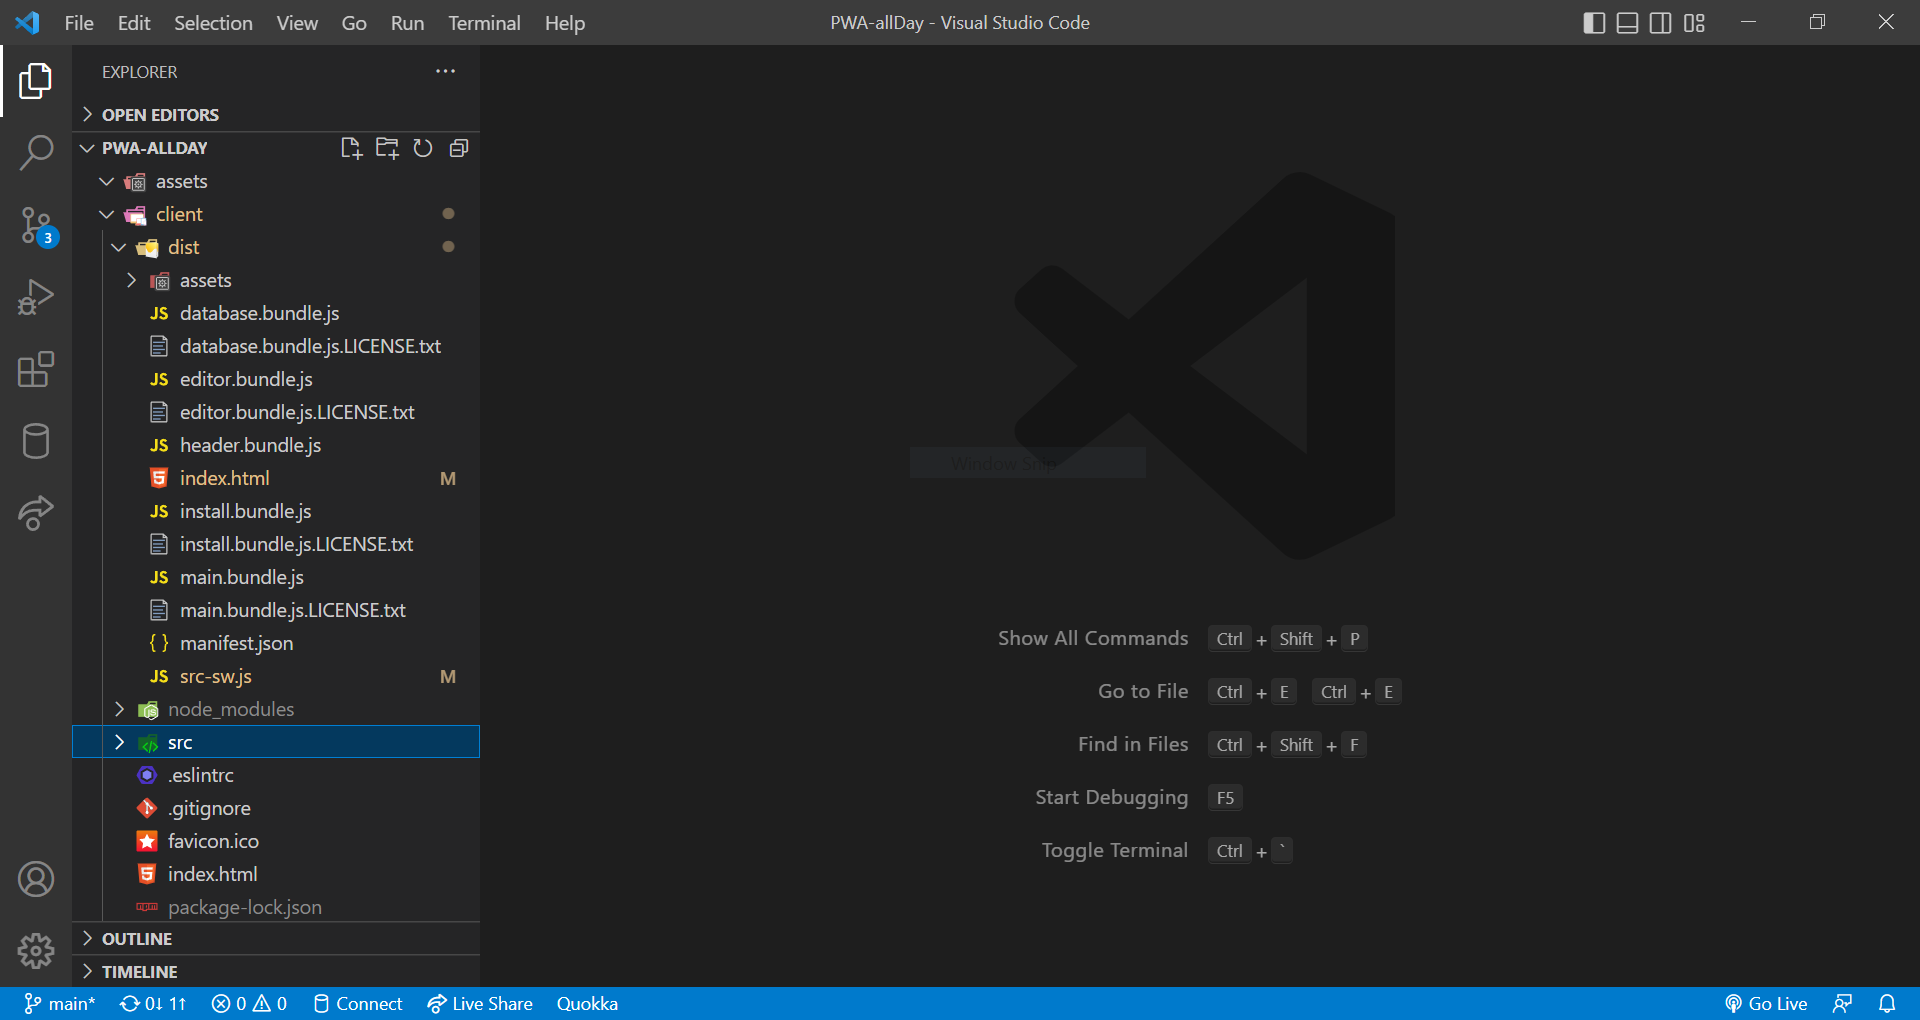 File Edit Selection View Go Run Terminal Help
PWA-allDay - Visual Studio Code
EXPLORER
OPEN EDITORS
PWA-ALLDAY
assets
client
dist
assets
JS database.bundle.js
database.bundle.js.LICENSE.txt
JS editor.bundle.js
editor.bundle.js.LICENSE.txt
JS header.bundle.js
index.html M
JS install.bundle.js
install.bundle.js.LICENSE.txt
JS main.bundle.js
main.bundle.js.LICENSE.txt
{ } manifest.json
JS src-sw.js M
node_modules
src
.eslintrc
.gitignore
favicon.ico
index.html
package-lock.json
OUTLINE
TIMELINE
3
Window Snip
Show All Commands Ctrl + Shift + P
Go to File Ctrl + E Ctrl + E
Find in Files Ctrl + Shift + F
Start Debugging F5
Toggle Terminal Ctrl + `
main* 0↓ 1↑ 0 0 Connect Live Share Quokka
Go Live